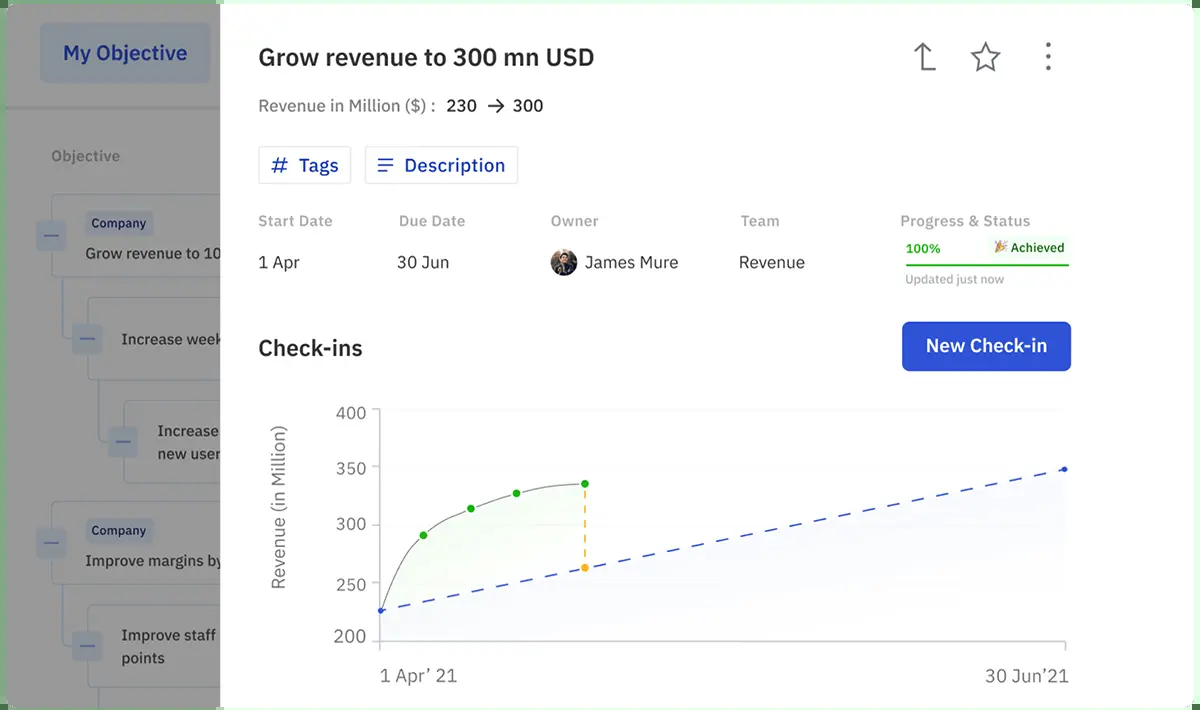 My Objective
Objective
Company
Grow revenue to 10
Increase week
Increase
new user
Company
Improve margins by
Improve staff
points
Grow revenue to 300 mn USD
Revenue in Million ($) : 230 → 300
# Tags
Description
Start Date Due Date Owner Team Progress & Status
1 Apr 30 Jun James Mure Revenue 100% 🎉 Achieved
Updated just now
Check-ins
New Check-in
Revenue (in Million)
400
350
300
250
200
1 Apr’ 21
30 Jun’21